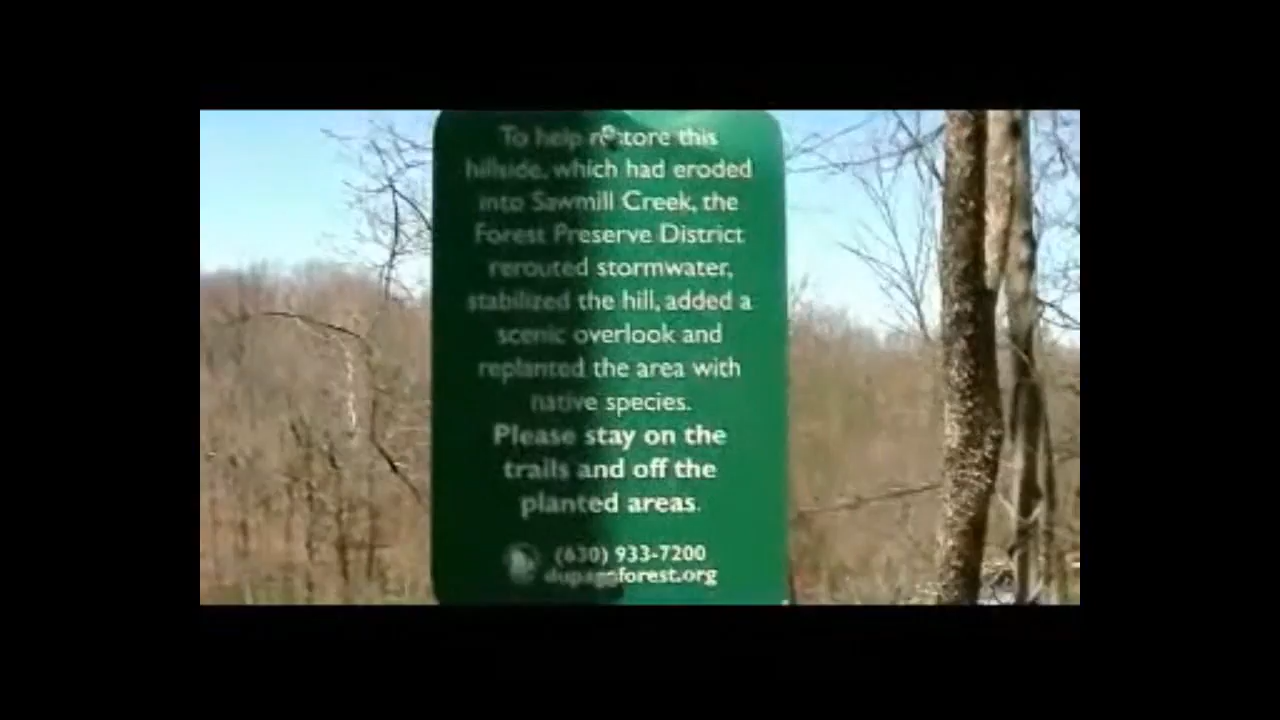 To help restore this
hillside, which had eroded
into Sawmill Creek, the
Forest Preserve District
rerouted stormwater,
stabilized the hill, added a
scenic overlook and
replanted the area with
native species.
Please stay on the
trails and off the
planted areas.
(630) 933-7200
dupageforest.org